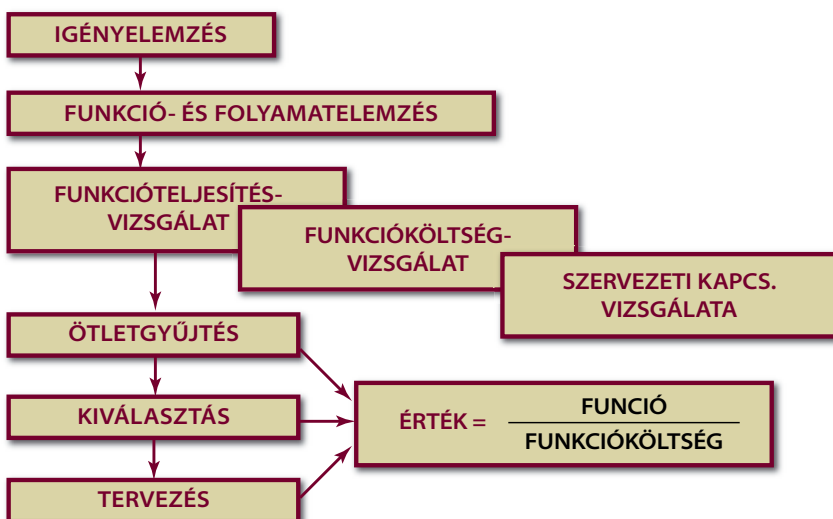 IGÉNYELEMZÉS
FUNKCIÓ- ÉS FOLYAMATELEMZÉS
FUNKCIÓTELJESÍTÉS-
VIZSGÁLAT
FUNKCIÓKÖLTSÉG-
VIZSGÁLAT
SZERVEZETI KAPCS.
VIZSGÁLATA
ÖTLETGYŰJTÉS
KIVÁLASZTÁS
TERVEZÉS
ÉRTÉK =
FUNCIÓ
FUNKCIÓKÖLTSÉG